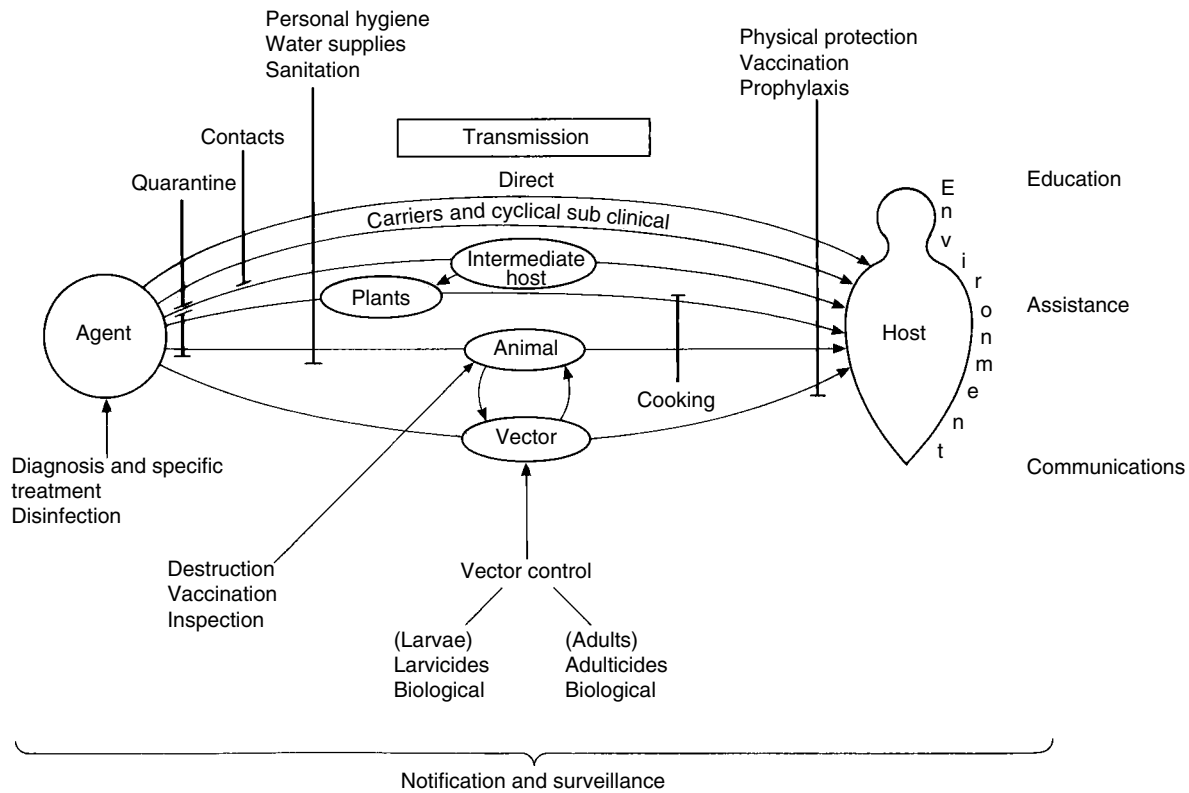 Personal hygiene
Water supplies
Sanitation
Physical protection
Vaccination
Prophylaxis
Contacts
Transmission
Quarantine
Direct
Education
Carriers and cyclical sub clinical
Intermediate
host
Plants
Agent
Animal
Host
Environment
Assistance
Cooking
Vector
Diagnosis and specific
treatment
Disinfection
Communications
Destruction
Vaccination
Inspection
Vector control
(Larvae)
Larvicides
Biological
(Adults)
Adulticides
Biological
Notification and surveillance